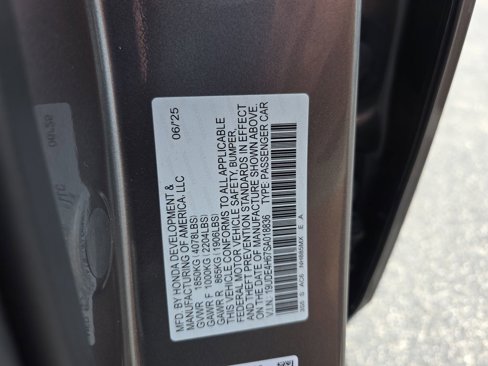 MFD. BY HONDA DEVELOPMENT &
MANUFACTURING OF AMERICA, LLC 06/'25
GVWR 1850KG (4078LBS)
GAWR F 1000KG (2204LBS)
GAWR R 865KG (1906LBS)
THIS VEHICLE CONFORMS TO ALL APPLICABLE
FEDERAL MOTOR VEHICLE SAFETY, BUMPER,
AND THEFT PREVENTION STANDARDS IN EFFECT
ON THE DATE OF MANUFACTURE SHOWN ABOVE.
V.I.N. TYPE: PASSENGER CAR